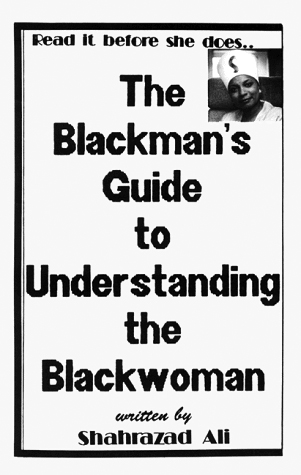 Read it before she does..
The
Blackman's
Guide
to
Understanding
the
Blackwoman
written by
Shahrazad Ali